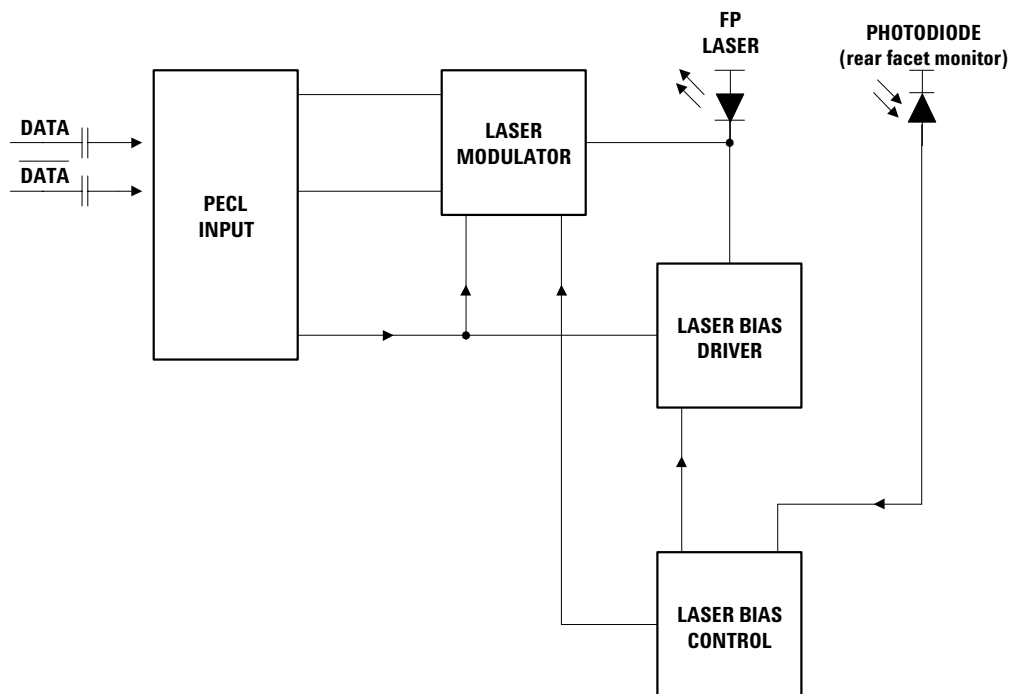 FP
LASER
PHOTODIODE
(rear facet monitor)
DATA
DATA
PECL
INPUT
LASER
MODULATOR
LASER BIAS
DRIVER
LASER BIAS
CONTROL